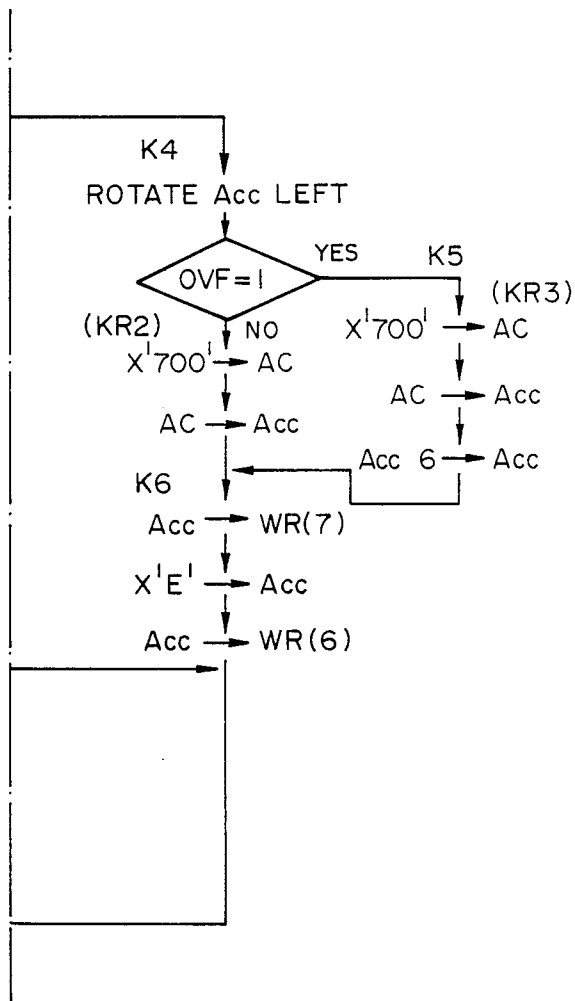 K4
ROTATE Acc LEFT
OVF=1
YES
K5
(KR2)
NO
(KR3)
X'700' → AC
X'700' → AC
AC → Acc
AC → Acc
Acc 6 → Acc
K6
Acc → WR(7)
X'E' → Acc
Acc → WR(6)